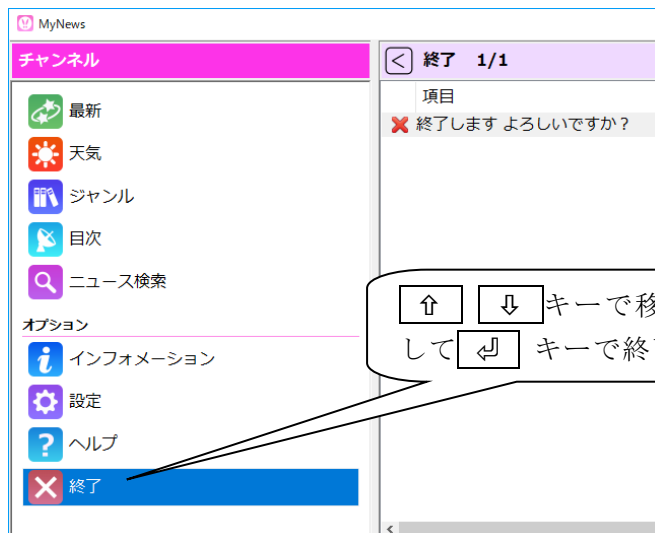 MyNews
チャンネル
最新
天気
ジャンル
目次
ニュース検索
オプション
インフォメーション
設定
ヘルプ
終了
< 終了 1/1
項目
終了します よろしいですか？
⇧ ⇩ キーで移
して ⏎ キーで終